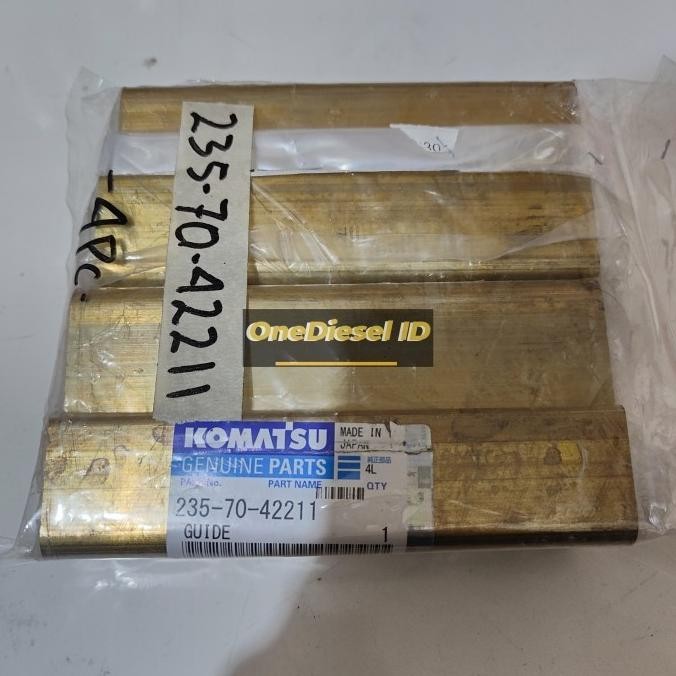 30
235-70-42211
-4Pc-
OneDiesel ID
KOMATSU
GENUINE PARTS
MADE IN
JAPAN
純正部品
4L
No.
PART NAME
QTY
235-70-42211
GUIDE
1